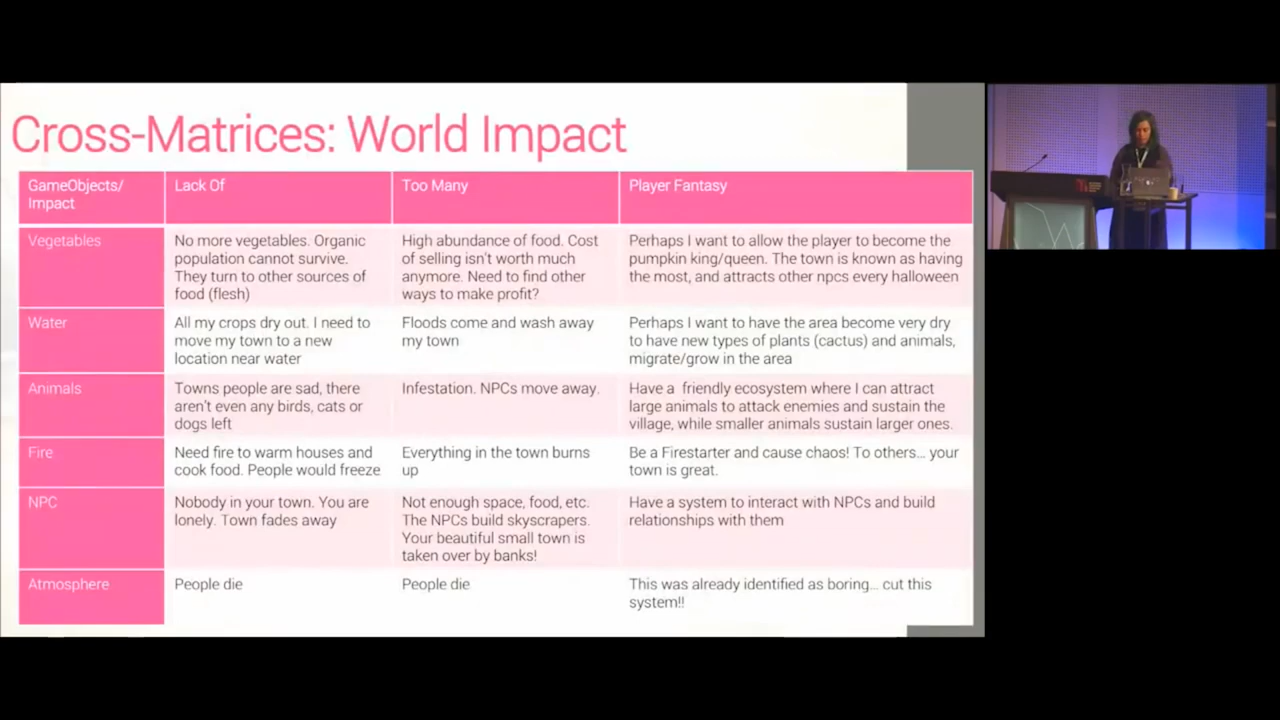 Cross-Matrices: World Impact
GameObjects/
Impact
Lack Of
Too Many
Player Fantasy
Vegetables
No more vegetables. Organic
population cannot survive.
They turn to other sources of
food (flesh)
High abundance of food. Cost
of selling isn't worth much
anymore. Need to find other
ways to make profit?
Perhaps I want to allow the player to become the
pumpkin king/queen. The town is known as having
the most, and attracts other npcs every halloween
Water
All my crops dry out. I need to
move my town to a new
location near water
Floods come and wash away
my town
Perhaps I want to have the area become very dry
to have new types of plants (cactus) and animals,
migrate/grow in the area
Animals
Towns people are sad, there
aren't even any birds, cats or
dogs left
Infestation. NPCs move away.
Have a friendly ecosystem where I can attract
large animals to attack enemies and sustain the
village, while smaller animals sustain larger ones.
Fire
Need fire to warm houses and
cook food. People would freeze
Everything in the town burns
up
Be a Firestarter and cause chaos! To others... your
town is great.
NPC
Nobody in your town. You are
lonely. Town fades away
Not enough space, food, etc.
The NPCs build skyscrapers.
Your beautiful small town is
taken over by banks!
Have a system to interact with NPCs and build
relationships with them
Atmosphere
People die
People die
This was already identified as boring... cut this
system!!